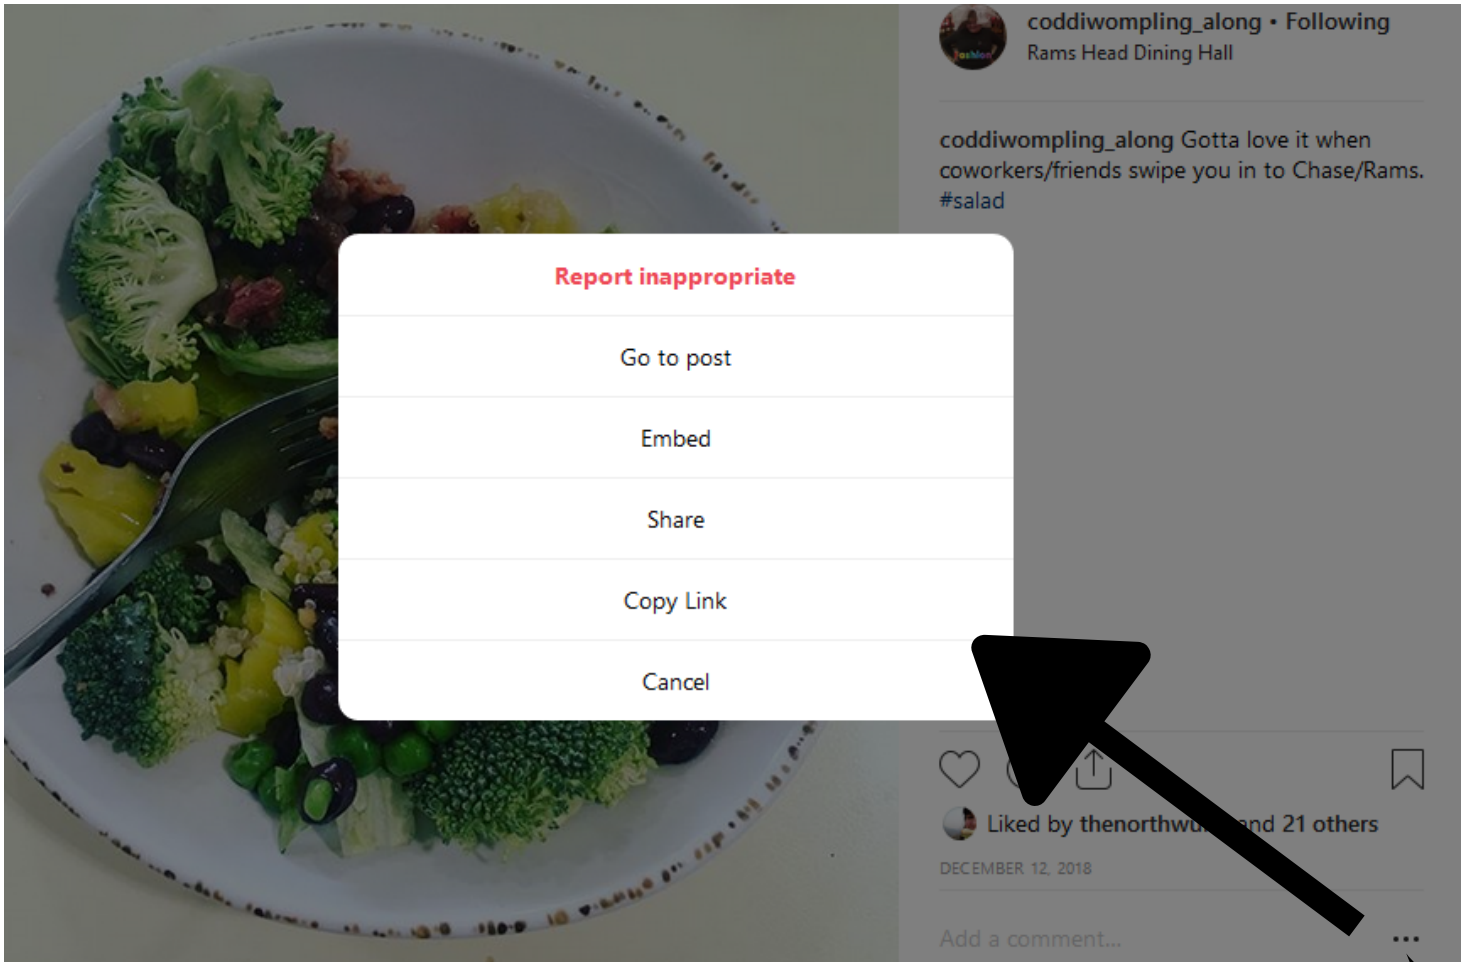 coddiwompling_along • Following
Rams Head Dining Hall
coddiwompling_along Gotta love it when
coworkers/friends swipe you in to Chase/Rams.
#salad
Report inappropriate
Go to post
Embed
Share
Copy Link
Cancel
Liked by and 21 others
DECEMBER 12, 2018
Add a comment...